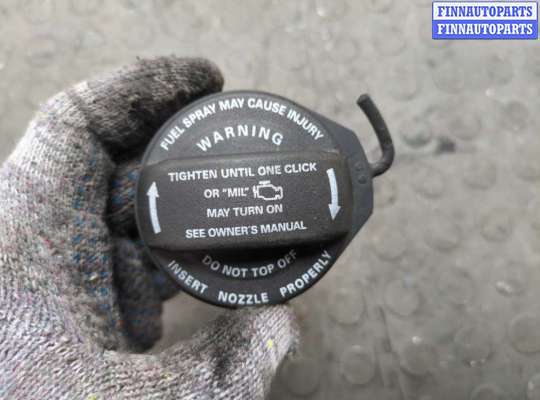 FINNAUTOPARTS
FINNAUTOPARTS
FUEL SPRAY MAY CAUSE INJURY
WARNING
TIGHTEN UNTIL ONE CLICK
OR "MIL"
MAY TURN ON
SEE OWNER'S MANUAL
DO NOT TOP OFF
INSERT NOZZLE PROPERLY